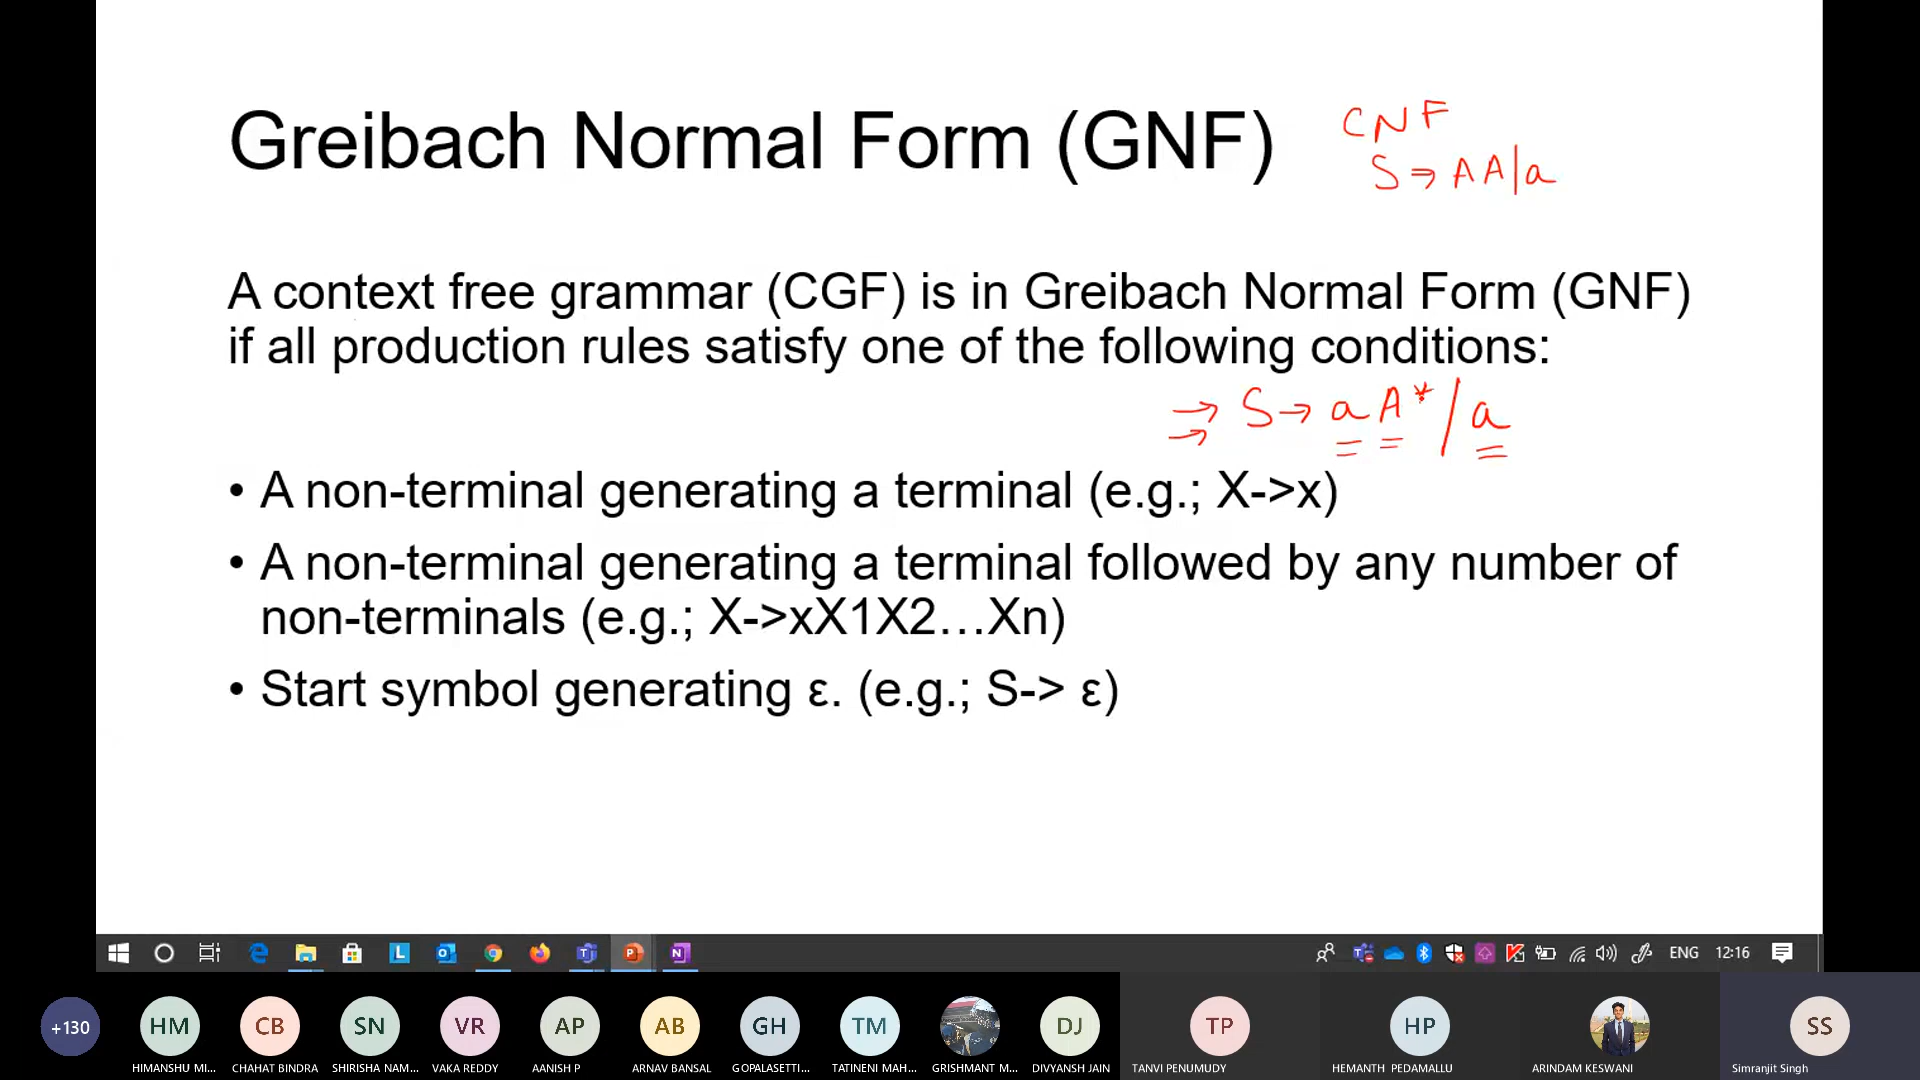 Greibach Normal Form (GNF)
CNF
S → AA|a
A context free grammar (CGF) is in Greibach Normal Form (GNF)
if all production rules satisfy one of the following conditions:
→ S → aA* / a
→
• A non-terminal generating a terminal (e.g.; X->x)
• A non-terminal generating a terminal followed by any number of
non-terminals (e.g.; X->xX1X2…Xn)
• Start symbol generating ε. (e.g.; S-> ε)
ENG 12:16
+130 HM CB SN VR AP AB GH TM DJ TP HP SS
HIMANSHU MI... CHAHAT BINDRA SHIRISHA NAM... VAKA REDDY AANISH P ARNAV BANSAL GOPALASETTI... TATINENI MAH... GRISHMANT M... DIVYANSH JAIN TANVI PENUMUDY HEMANTH PEDAMALLU ARINDAM KESWANI Simranjit Singh